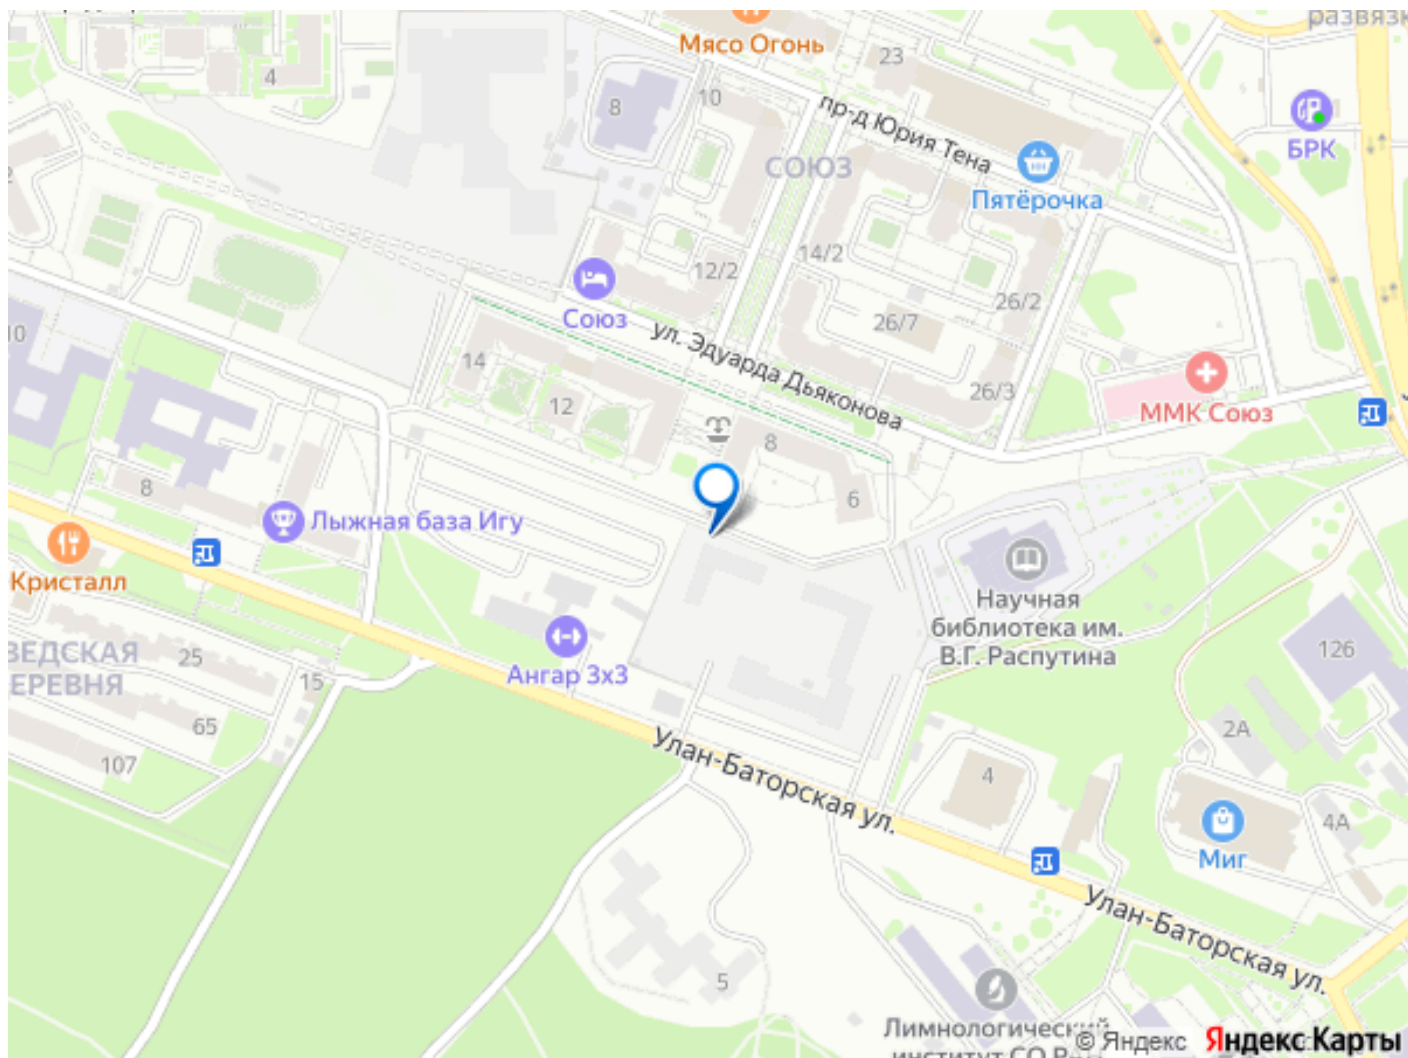 развязк
Мясо Огонь
23
4
8
10
пр-д Юрия Тена
БРК
СОЮЗ
Пятёрочка
12/2
14/2
26/2
Союз
26/7
10
ул. Эдуарда Дьяконова
14
26/3
12
ММК Союз
8
8
6
Лыжная база Игу
Кристалл
Научная
библиотека им.
В.Г. Распутина
ВЕДСКАЯ
ЕРЕВНЯ
25
15
Ангар 3х3
126
65
107
2А
Улан-Баторская ул.
4
4А
Миг
Улан-Баторская ул.
5
Лимнологический
институт СО Р
© Яндекс
Яндекс Карты